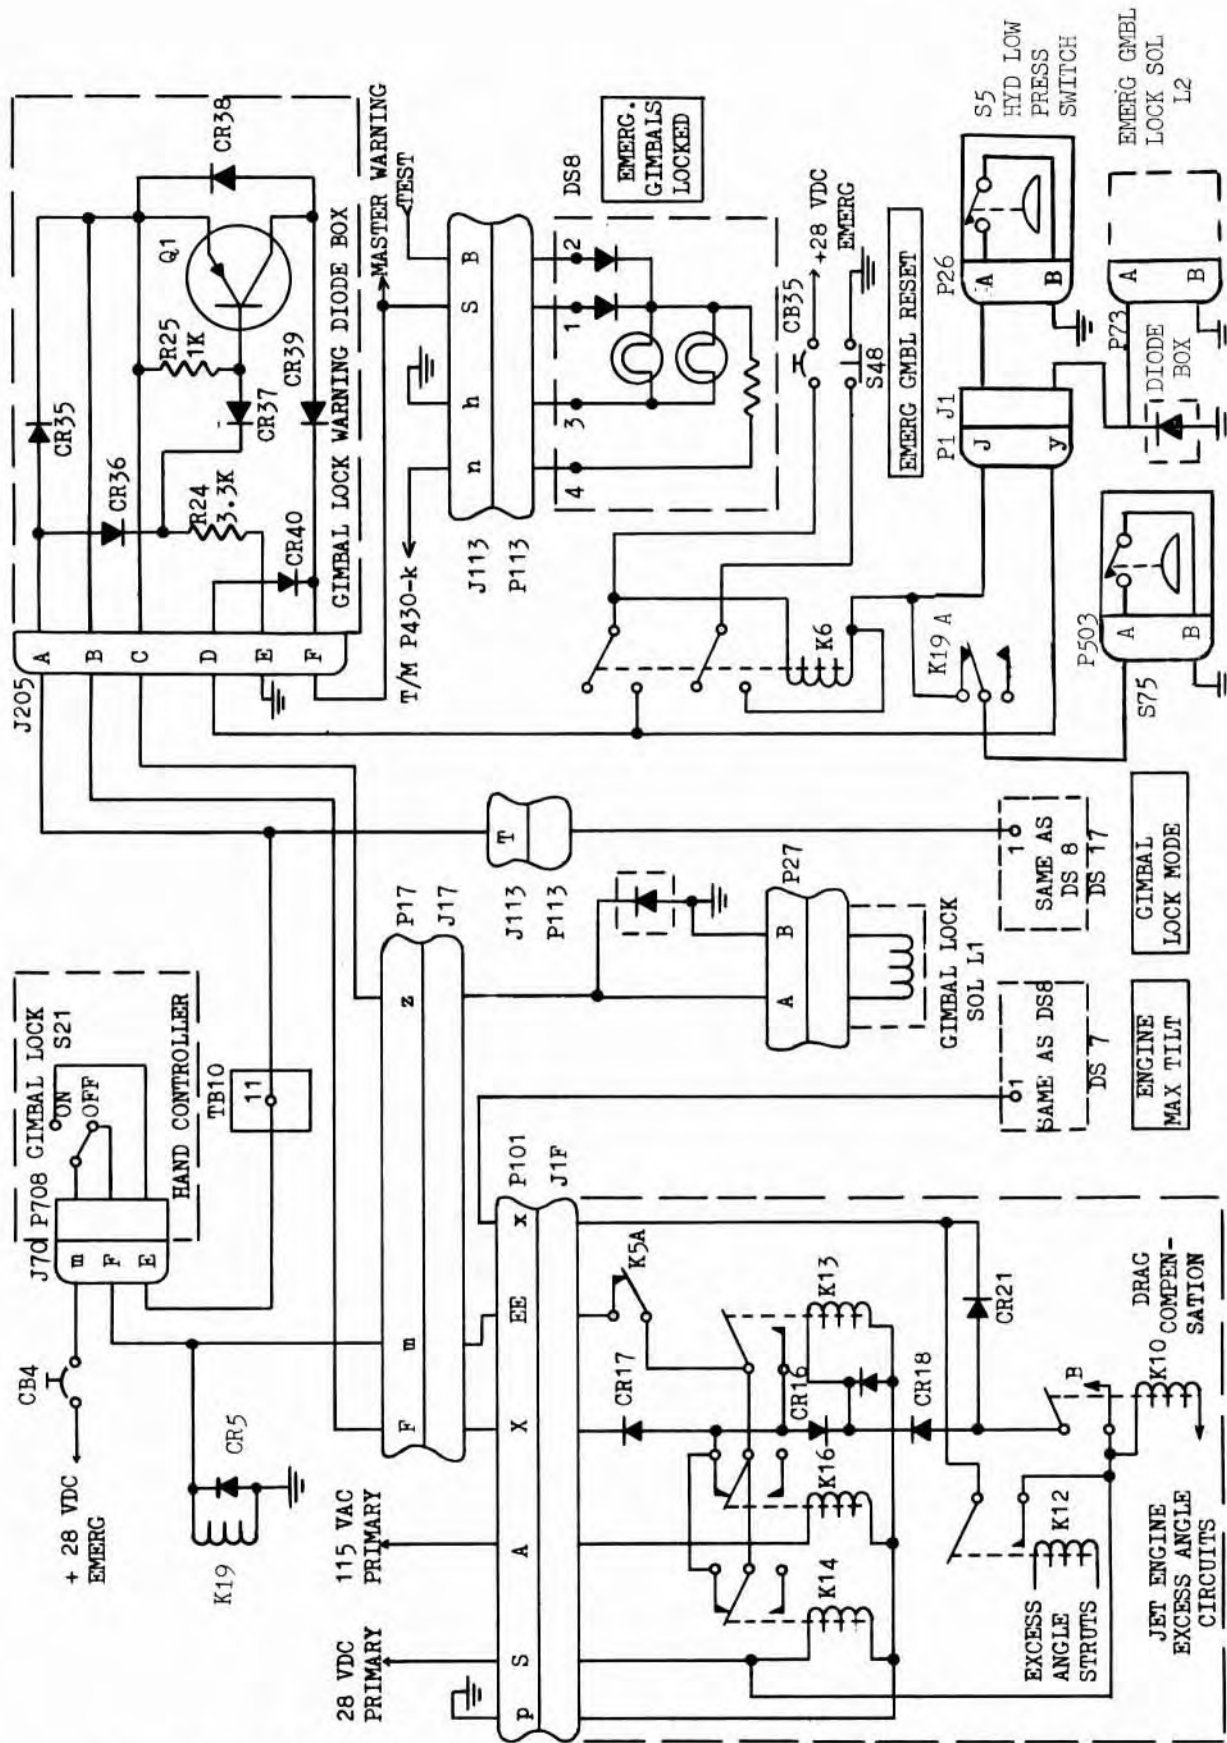 + 28 VDC
EMERG
CB4
J70
P708
GIMBAL LOCK
S21
ON
OFF
m
F
E
HAND CONTROLLER
TB10
11
K19
CR5
115 VAC
PRIMARY
28 VDC
PRIMARY
F
m
z
P17
J17
p
S
A
X
EE
x
P101
J1F
K5A
CR17
K13
CR16
K16
CR18
K14
CR21
DRAG
COMPEN-
SATION
K10
B
K12
EXCESS
ANGLE
STRUTS
JET ENGINE
EXCESS ANGLE
CIRCUITS
T
J113
P113
P27
A
B
GIMBAL LOCK
SOL L1
1
SAME AS DS8
DS 7
ENGINE
MAX TILT
1
SAME AS
DS 8
DS 17
GIMBAL
LOCK MODE
J205
A
B
C
D
E
F
CR35
CR36
R24
3.3K
CR40
R25
1K
CR37
CR39
Q1
CR38
GIMBAL LOCK WARNING DIODE BOX
MASTER WARNING
TEST
T/M P430-k
n
h
S
B
J113
P113
4
3
1
2
DS8
EMERG.
GIMBALS
LOCKED
CB35
+28 VDC
EMERG
S48
EMERG GMBL RESET
K6
K19 A
P1 J1
J
y
P26
A
B
S5
HYD LOW
PRESS
SWITCH
P503
A
B
S75
DIODE
BOX
P73
A
B
EMERG GMBL
LOCK SOL
L2